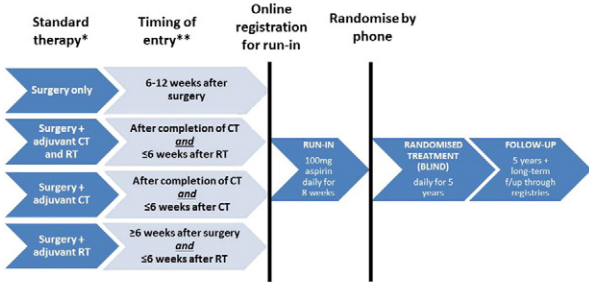 Standard
therapy*
Timing of
entry**
Online
registration
for run-in
Randomise by
phone
Surgery only
6-12 weeks after
surgery
Surgery +
adjuvant CT
and RT
After completion of CT
and
≤6 weeks after RT
Surgery +
adjuvant CT
After completion of CT
and
≤6 weeks after CT
Surgery +
adjuvant RT
≥6 weeks after surgery
and
≤6 weeks after RT
RUN-IN
100mg
aspirin
daily for
8 weeks
RANDOMISED
TREATMENT
(BLIND)
daily for 5
years
FOLLOW-UP
5 years +
long-term
f/up through
registries